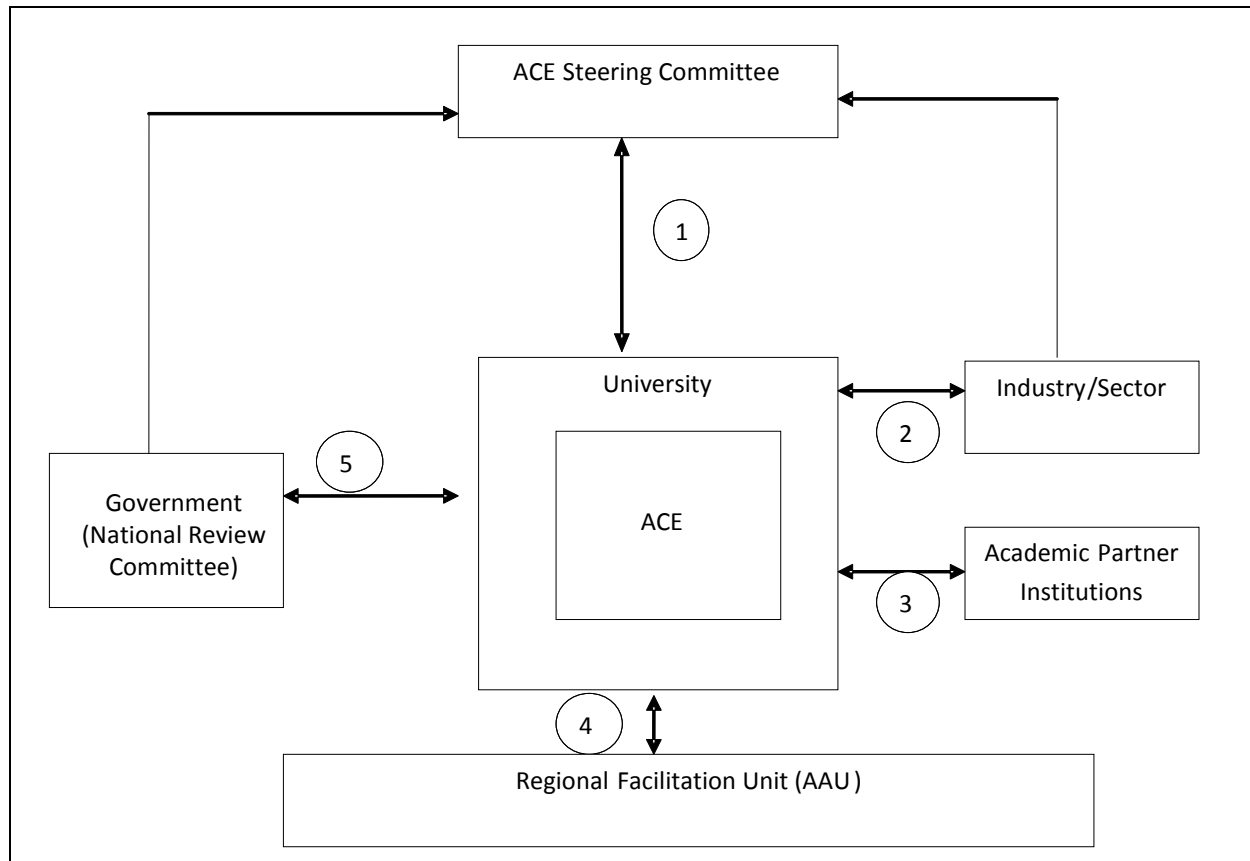 ACE Steering Committee
1
University
Industry/Sector
2
5
Government
(National Review
Committee)
ACE
Academic Partner
Institutions
3
4
Regional Facilitation Unit (AAU)